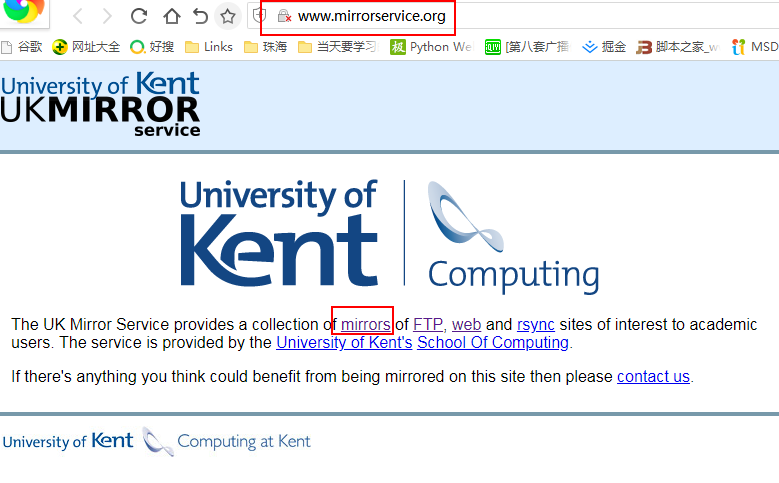 www.mirrorservice.org
谷歌 网址大全 好搜 Links 珠海 当天要学习 极 Python We [第八套广播 掘金 脚本之家_w MSD
University of Kent
UKMIRROR
service
University of
Kent
Computing
The UK Mirror Service provides a collection of mirrors of FTP, web and rsync sites of interest to academic
users. The service is provided by the University of Kent's School Of Computing.
If there's anything you think could benefit from being mirrored on this site then please contact us.
University of Kent Computing at Kent